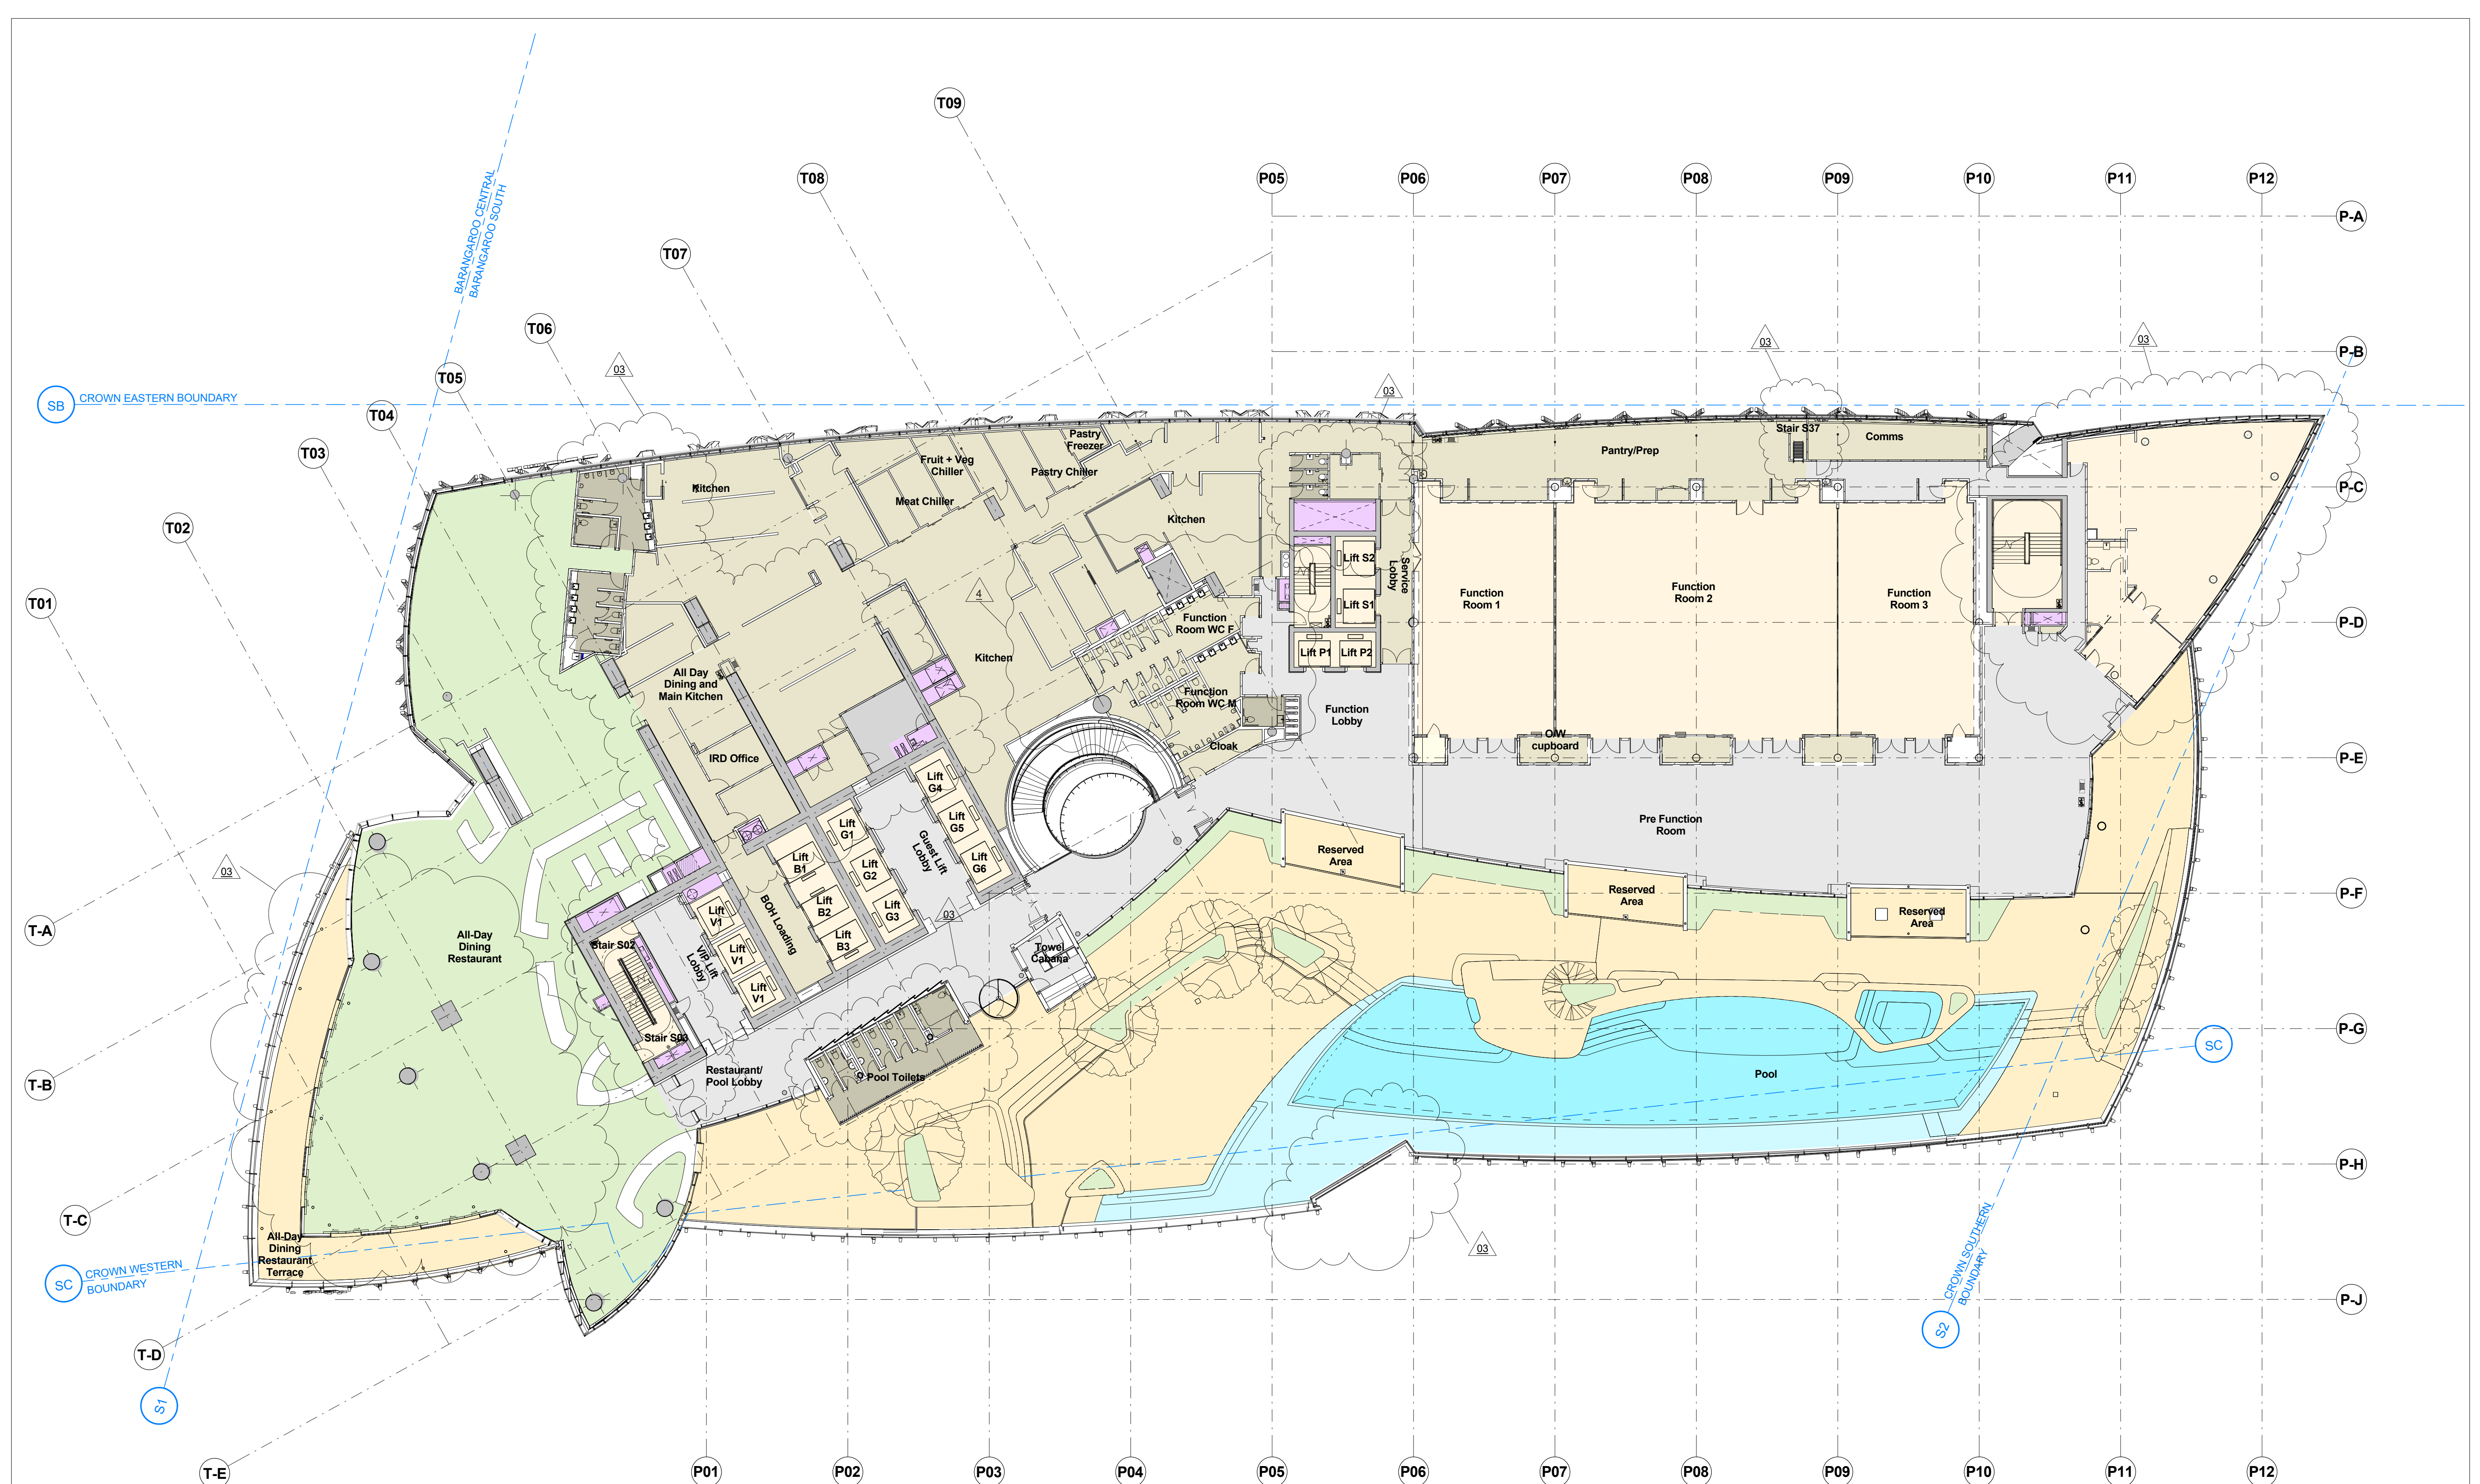 T09
T08
P05
P06
P07
P08
P09
P10
P11
P12
P-A
BARANGAROO CENTRAL
BARANGAROO SOUTH
T07
T06
03
03
03
P-B
T05
03
SB
CROWN EASTERN BOUNDARY
T04
T03
Pastry
Freezer
Stair S37
Comms
Pantry/Prep
Fruit + Veg
Chiller
Pastry Chiller
Kitchen
Meat Chiller
P-C
T02
Kitchen
Lift S2
Service
Lobby
Function
Room 1
Function
Room 2
Function
Room 3
T01
4
Lift S1
Function
Room WC F
P-D
Kitchen
Lift P1
Lift P2
All Day
Dining and
Main Kitchen
Function
Room WC M
Function
Lobby
Cloak
O/W
cupboard
IRD Office
P-E
Lift
G4
Lift
G1
Lift
G5
Pre Function
Room
Guest Lift
Lobby
Lift
B1
Lift
G2
Lift
G6
Reserved
Area
03
Reserved
Area
P-F
Lift
B2
Lift
G3
03
Reserved
Area
Lift
V1
BOH Loading
T-A
All-Day
Dining
Restaurant
Stair S02
Lift
B3
Towel
Cabana
VIP Lift
Lobby
Lift
V1
Lift
V1
P-G
Stair S03
SC
T-B
Restaurant/
Pool Lobby
Pool Toilets
Pool
P-H
T-C
All-Day
Dining
Restaurant
Terrace
03
SC
CROWN WESTERN
BOUNDARY
CROWN SOUTHERN
BOUNDARY
P-J
S2
T-D
S1
T-E
P01
P02
P03
P04
P05
P06
P07
P08
P09
P10
P11
P12